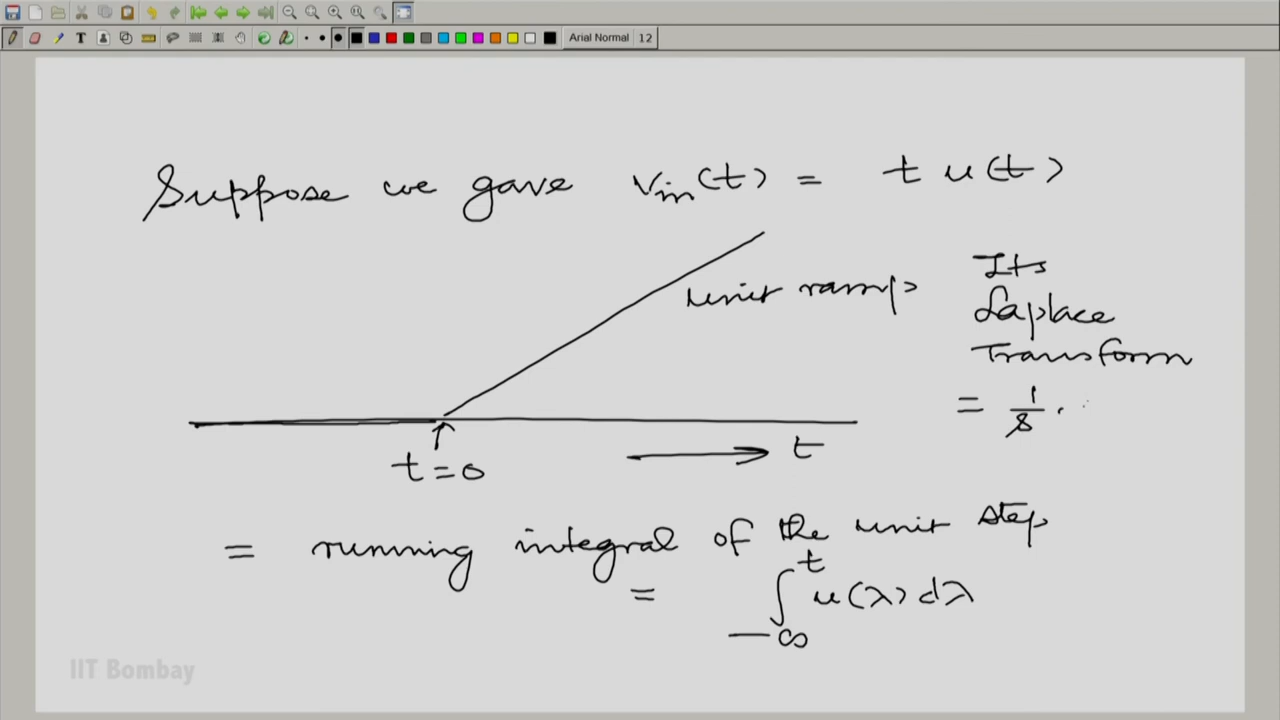 T
Arial Normal 12
Suppose we gave Vin(t) = t u(t)
unit ramp
Its
Laplace
Transform
= 1/s .
t
t=0
= running integral of the unit step
= ∫_{-∞}^{t} u(λ) dλ
IIT Bombay